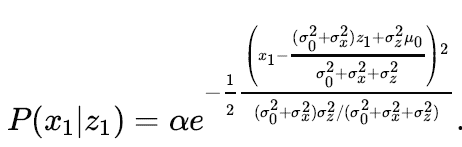 $P(x_1|z_1) = \alpha e^{-\frac{1}{2}\frac{\left(x_1-\frac{(\sigma_0^2+\sigma_x^2)z_1+\sigma_z^2\mu_0}{\sigma_0^2+\sigma_x^2+\sigma_z^2}\right)^2}{(\sigma_0^2+\sigma_x^2)\sigma_z^2/(\sigma_0^2+\sigma_x^2+\sigma_z^2)}}.$